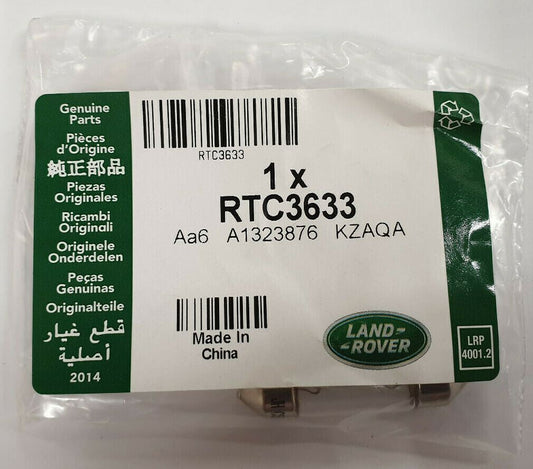 Genuine
Parts
Pièces
d'Origine
純正部品
Piezas
Originales
Ricambi
Originali
Originele
Onderdelen
Peças
Genuinas
Originalteile
قطع غيار
أصلية
2014
RTC3633
1 x
RTC3633
Aa6 A1323876 KZAQA
Made In
China
LAND-
-ROVER
LRP
4001.2